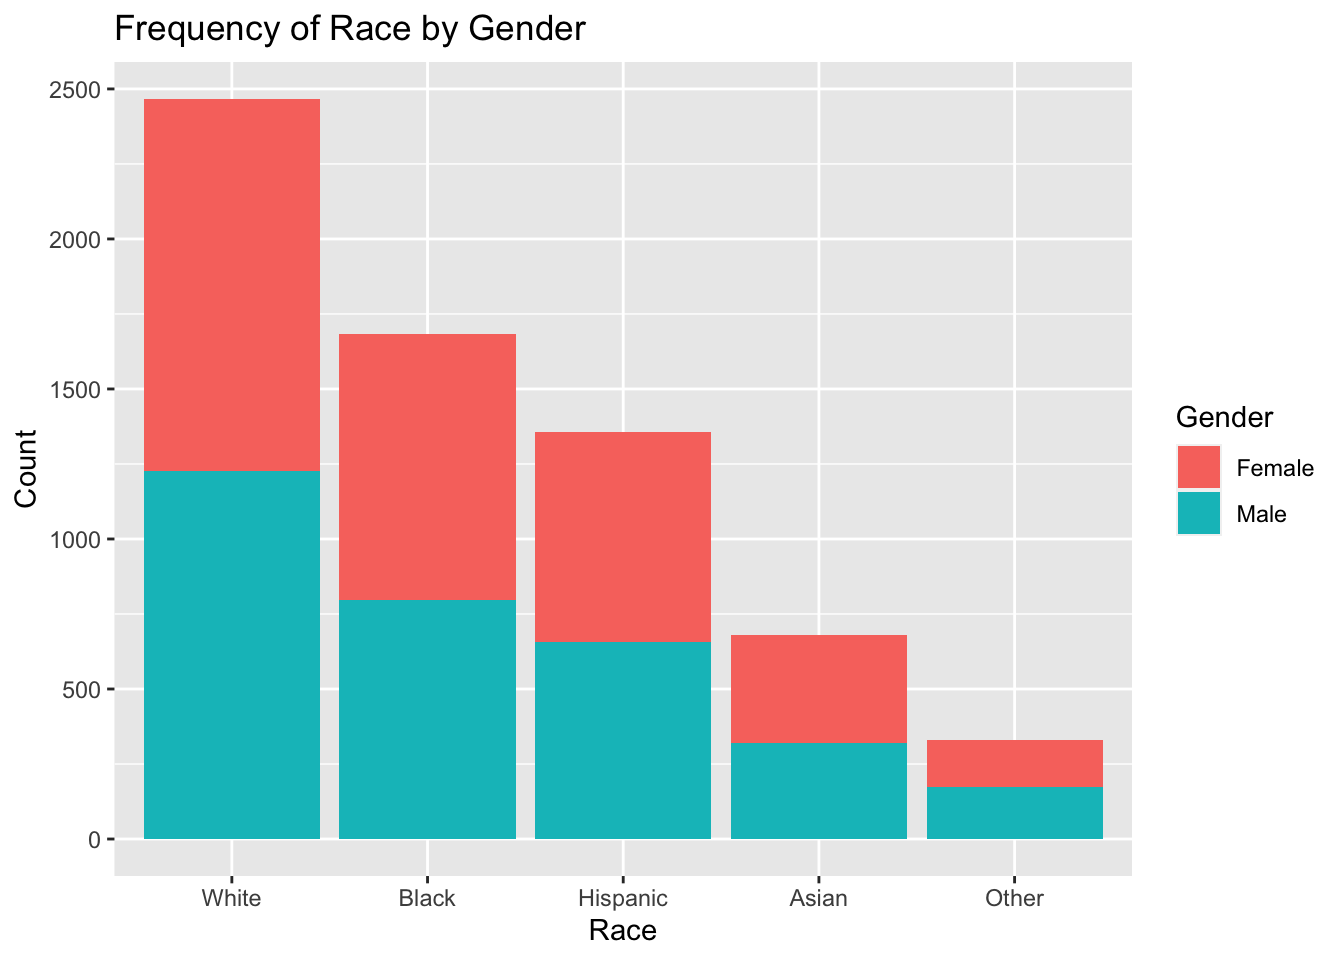 Frequency of Race by Gender
2500
2000
1500
1000
500
0
Count
White Black Hispanic Asian Other
Race
Gender
Female
Male